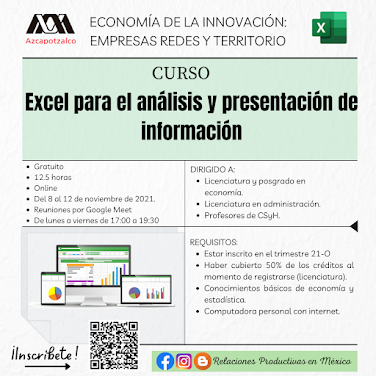 Azcapotzalco
ECONOMÍA DE LA INNOVACIÓN:
EMPRESAS REDES Y TERRITORIO
CURSO
Excel para el análisis y presentación de
información
• Gratuito
• 12.5 horas
• Online
• Del 8 al 12 de noviembre de 2021.
• Reuniones por Google Meet
• De lunes a viernes de 17:00 a 19:30
DIRIGIDO A:
• Licenciatura y posgrado en
economía.
• Licenciatura en administración.
• Profesores de CSyH.
REQUISITOS:
• Estar inscrito en el trimestre 21-O
• Haber cubierto 50% de los créditos al
momento de registrarse (licenciatura).
• Conocimientos básicos de economía y
estadística.
• Computadora personal con internet.
¡Inscríbete!
Relaciones Productivas en México